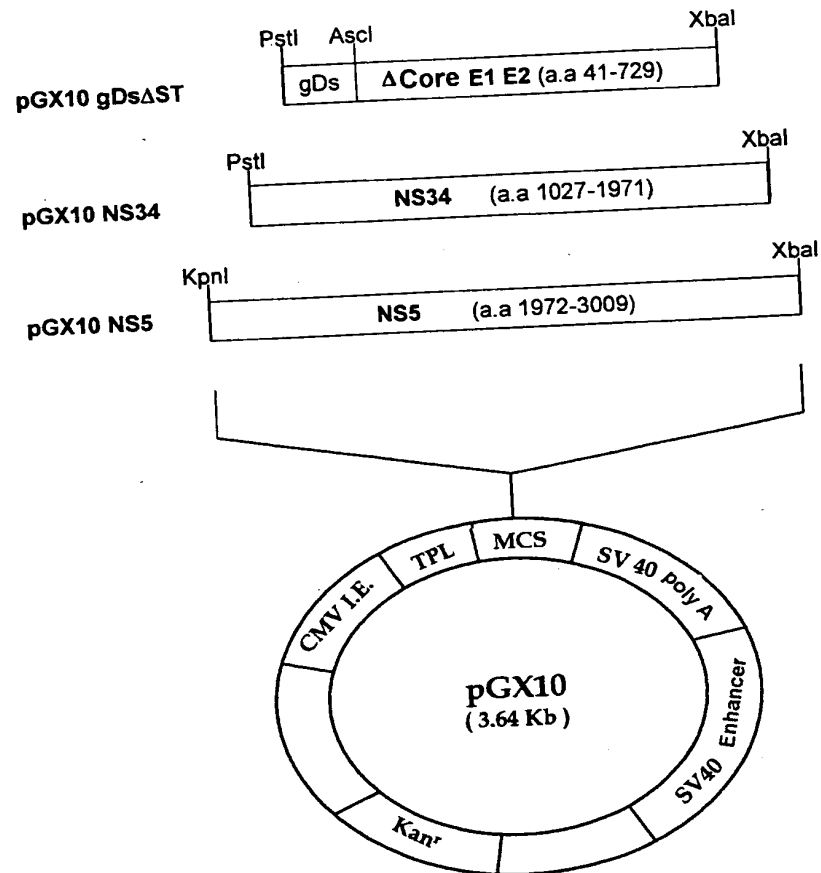 PstI AscI XbaI
pGX10 gDsΔST gDs ΔCore E1 E2 (a.a 41-729)
PstI XbaI
pGX10 NS34 NS34 (a.a 1027-1971)
KpnI XbaI
pGX10 NS5 NS5 (a.a 1972-3009)
CMV I.E. TPL MCS SV 40 poly A
SV40 Enhancer
pGX10
( 3.64 Kb )
Kanʳ